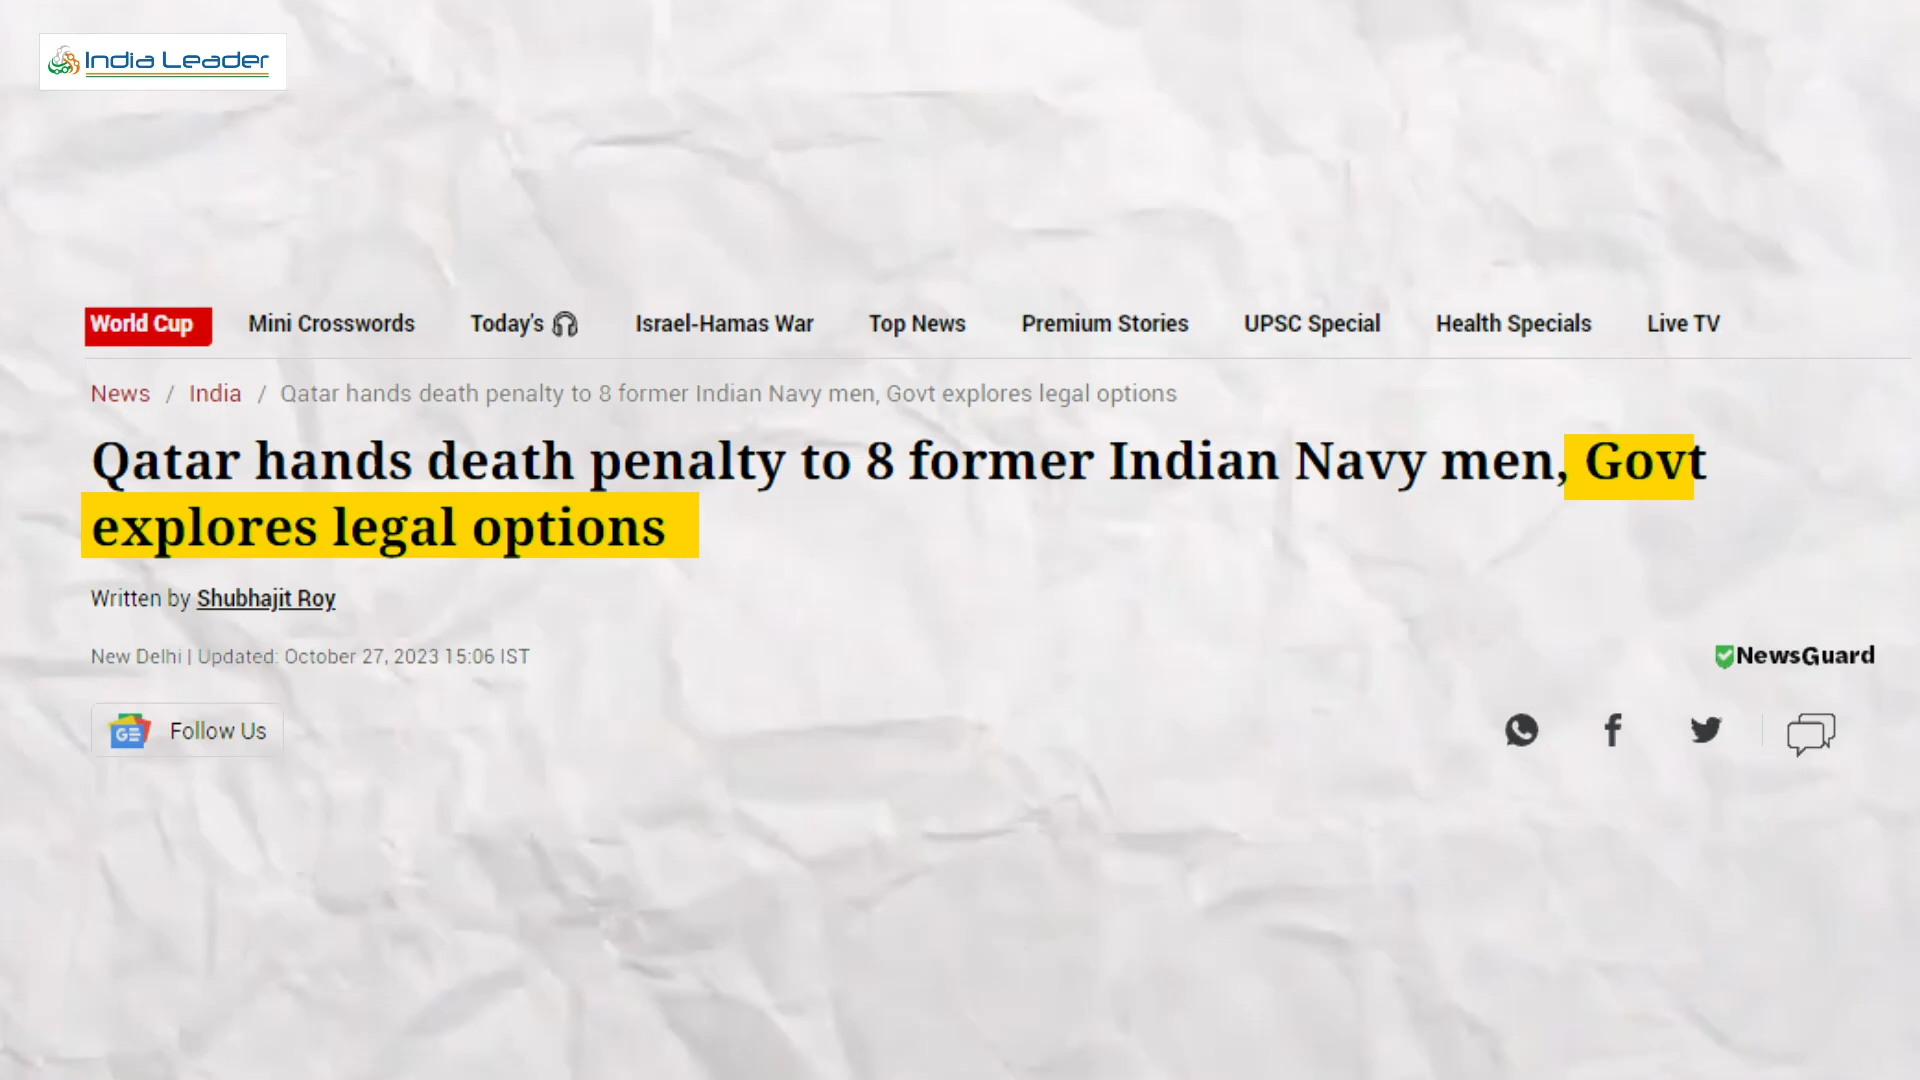 India Leader
World Cup Mini Crosswords Today's Israel-Hamas War Top News Premium Stories UPSC Special Health Specials Live TV
News / India / Qatar hands death penalty to 8 former Indian Navy men, Govt explores legal options
Qatar hands death penalty to 8 former Indian Navy men, Govt
explores legal options
Written by Shubhajit Roy
New Delhi | Updated: October 27, 2023 15:06 IST
NewsGuard
GE Follow Us